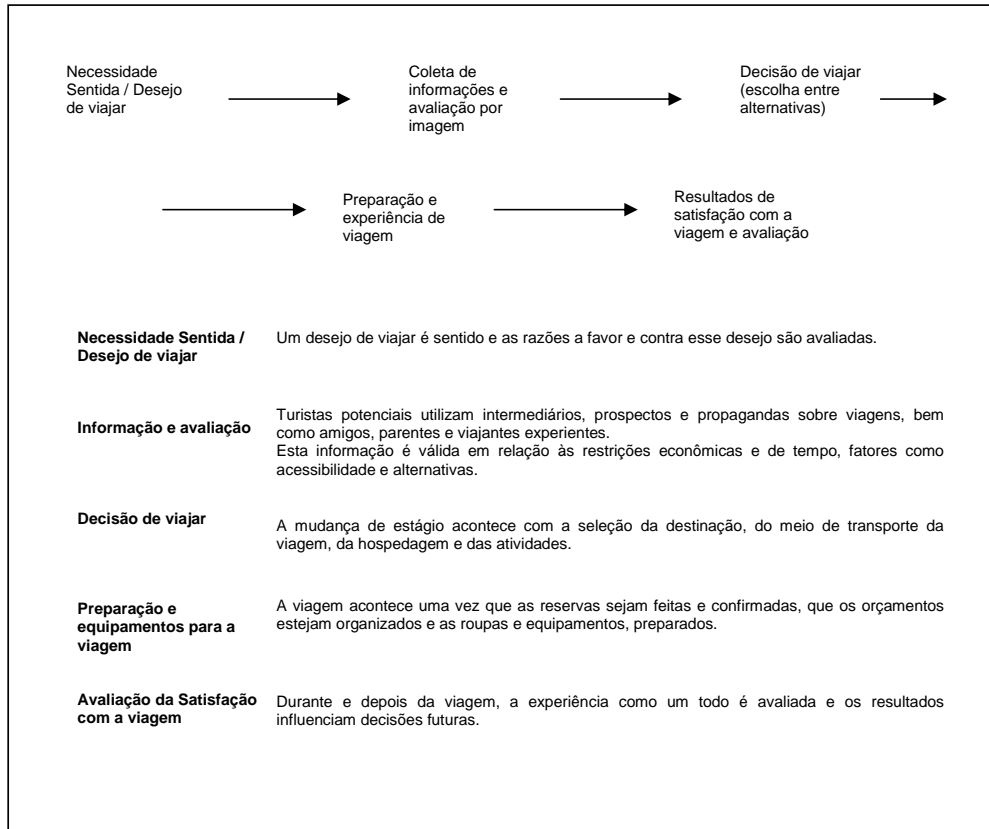 Necessidade
Sentida / Desejo
de viajar
Coleta de
informações e
avaliação por
imagem
Decisão de viajar
(escolha entre
alternativas)
Preparação e
experiência de
viagem
Resultados de
satisfação com a
viagem e avaliação
Necessidade Sentida /
Desejo de viajar
Um desejo de viajar é sentido e as razões a favor e contra esse desejo são avaliadas.
Informação e avaliação
Turistas potenciais utilizam intermediários, prospectos e propagandas sobre viagens, bem
como amigos, parentes e viajantes experientes.
Esta informação é válida em relação às restrições econômicas e de tempo, fatores como
acessibilidade e alternativas.
Decisão de viajar
A mudança de estágio acontece com a seleção da destinação, do meio de transporte da
viagem, da hospedagem e das atividades.
Preparação e
equipamentos para a
viagem
A viagem acontece uma vez que as reservas sejam feitas e confirmadas, que os orçamentos
estejam organizados e as roupas e equipamentos, preparados.
Avaliação da Satisfação
com a viagem
Durante e depois da viagem, a experiência como um todo é avaliada e os resultados
influenciam decisões futuras.